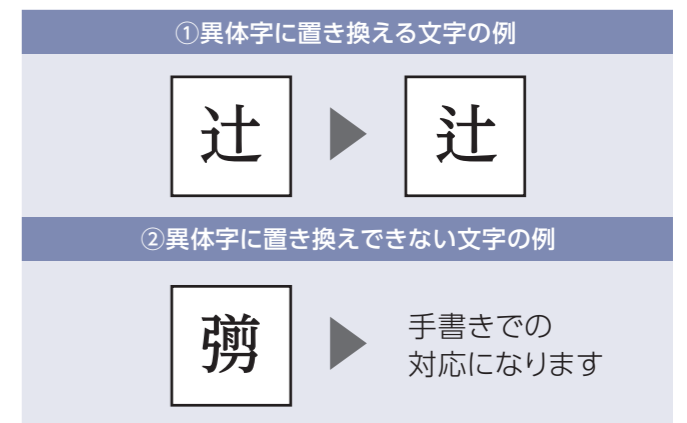 ①異体字に置き換える文字の例
辻 ▶ 辻
②異体字に置き換えできない文字の例
▶ 手書きでの
対応になります